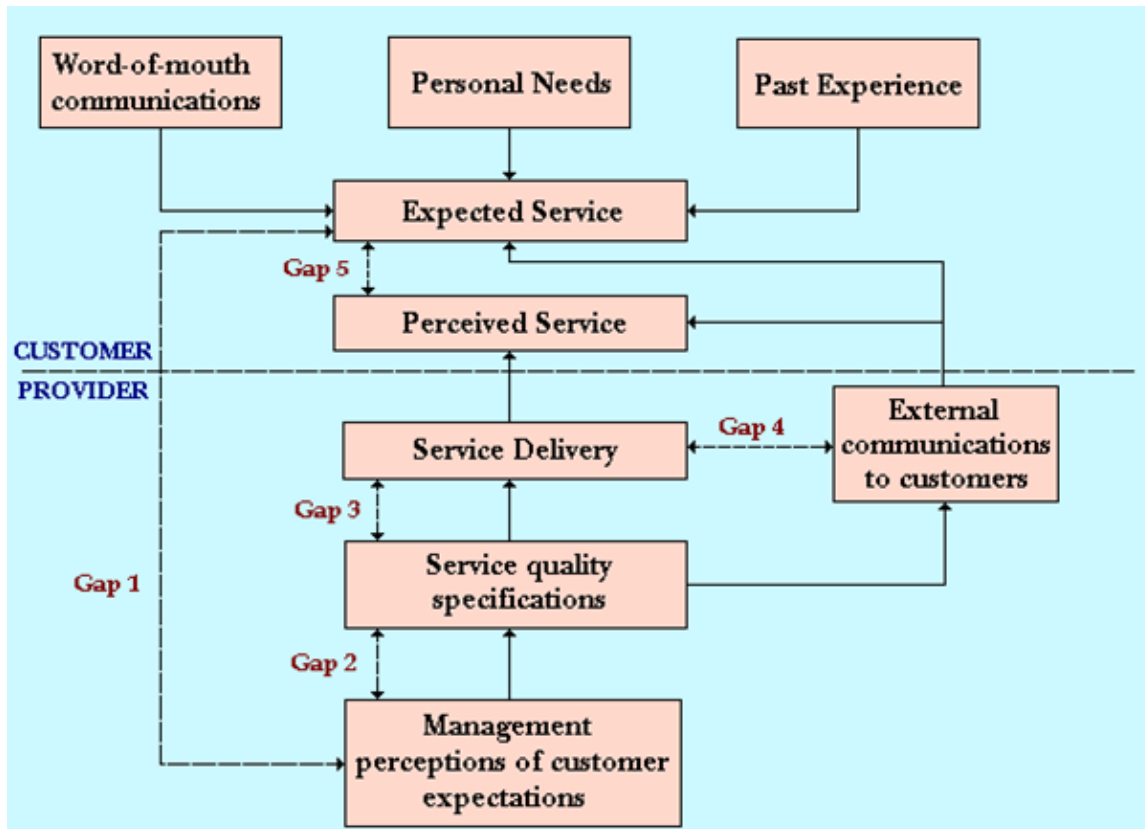 Word-of-mouth
communications
Personal Needs
Past Experience
Expected Service
Gap 5
Perceived Service
CUSTOMER
PROVIDER
External
communications
to customers
Service Delivery
Gap 4
Gap 3
Service quality
specifications
Gap 1
Gap 2
Management
perceptions of customer
expectations